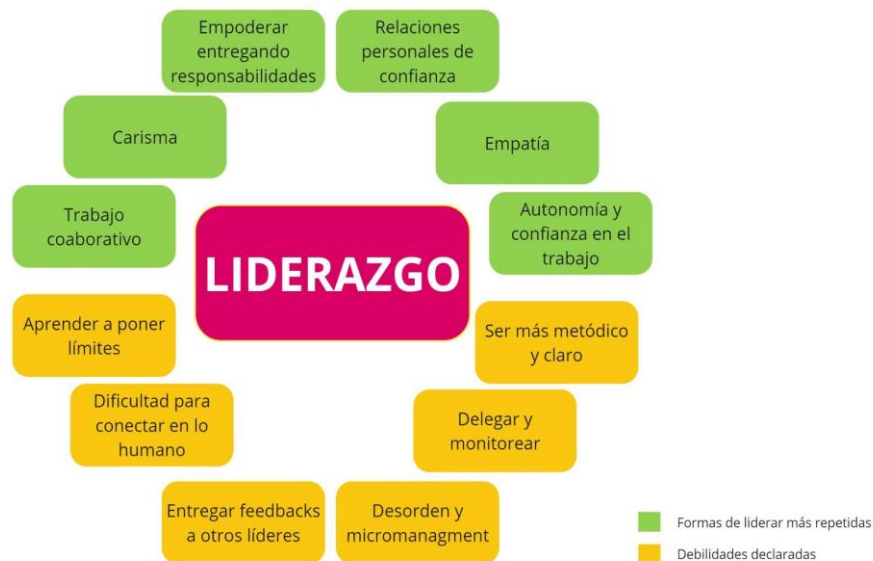 Empoderar
entregando
responsabilidades
Relaciones
personales de
confianza
Carisma
Empatía
Trabajo
coaborativo
Autonomía y
confianza en el
trabajo
LIDERAZGO
Aprender a poner
límites
Ser más metódico
y claro
Dificultad para
conectar en lo
humano
Delegar y
monitorear
Entregar feedbacks
a otros líderes
Desorden y
micromanagment
Formas de liderar más repetidas
Debilidades declaradas